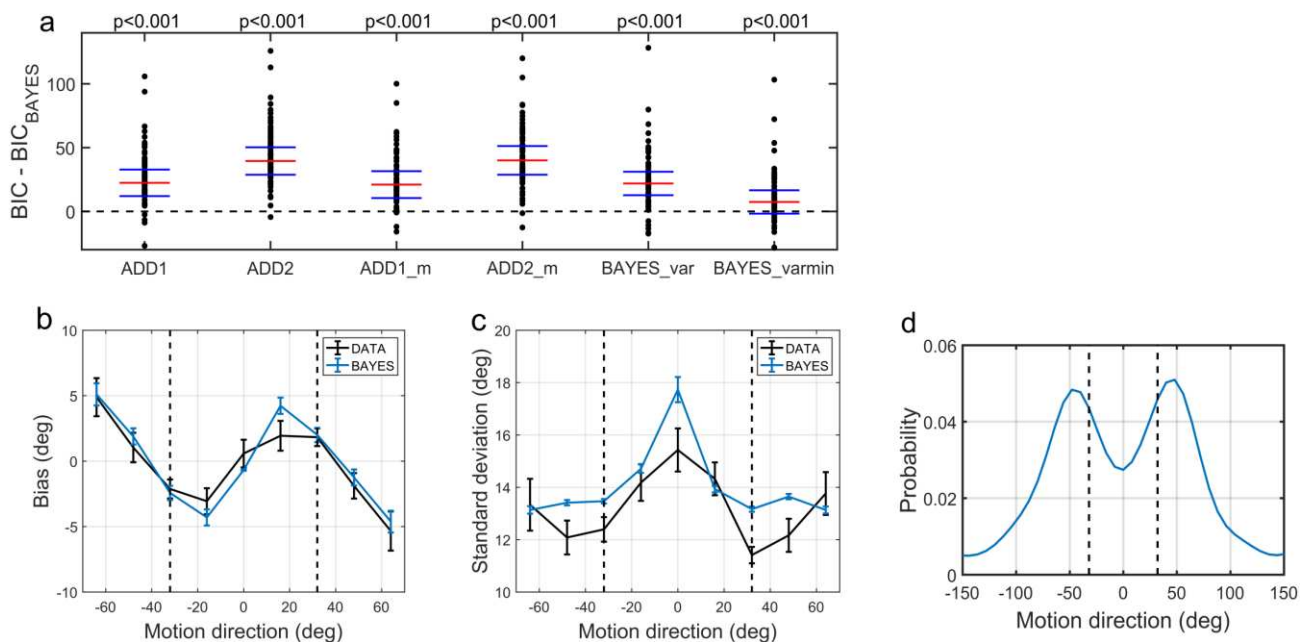 a
p<0.001 p<0.001 p<0.001 p<0.001 p<0.001 p<0.001
BIC - BIC_BAYES
100
50
0
ADD1 ADD2 ADD1_m ADD2_m BAYES_var BAYES_varmin
b
Bias (deg)
10
5
0
-5
-10
DATA
BAYES
-60 -40 -20 0 20 40 60
Motion direction (deg)
c
Standard deviation (deg)
20
18
16
14
12
10
DATA
BAYES
-60 -40 -20 0 20 40 60
Motion direction (deg)
d
Probability
0.06
0.04
0.02
0
-150 -100 -50 0 50 100 150
Motion direction (deg)